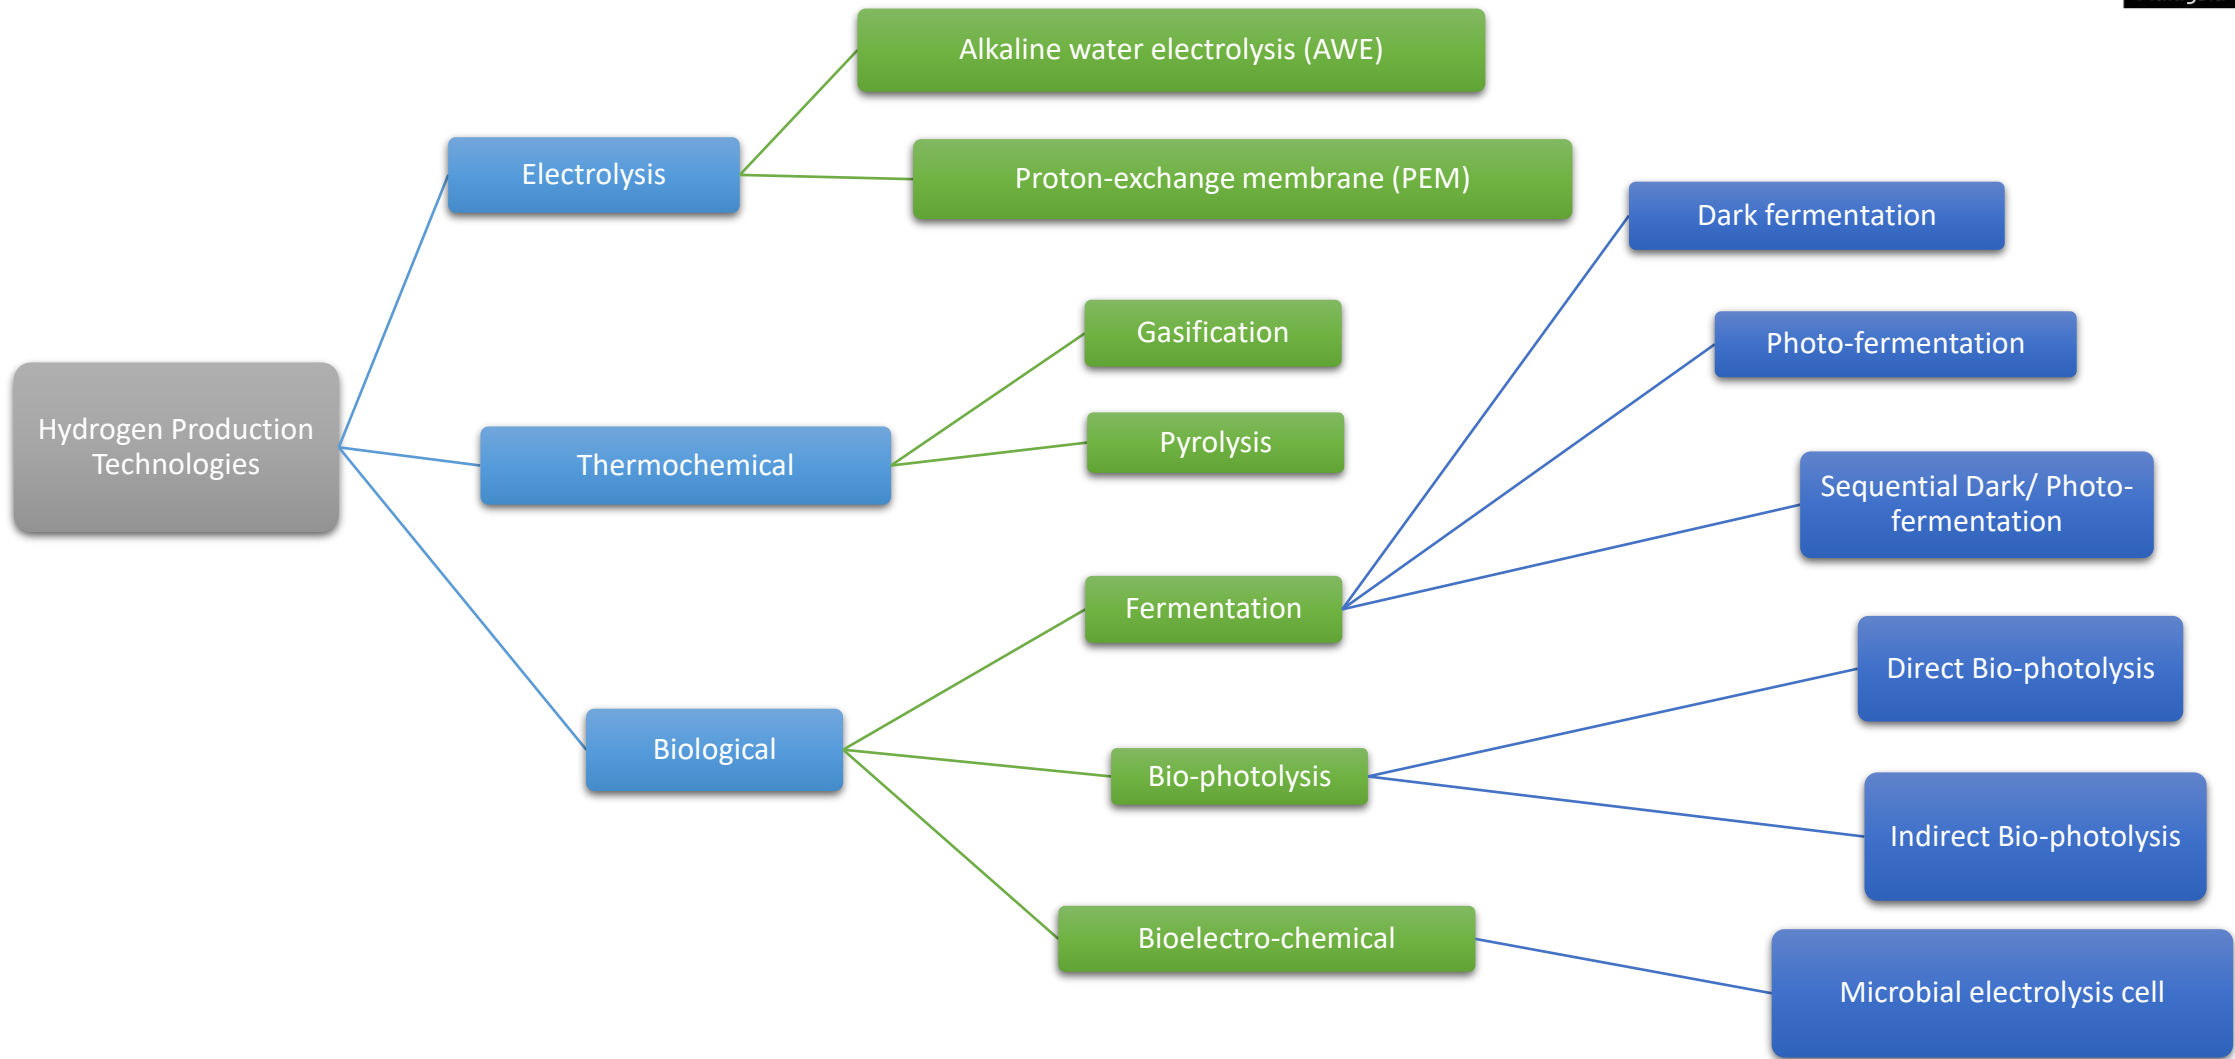 Alkaline water electrolysis (AWE)
Electrolysis
Proton-exchange membrane (PEM)
Dark fermentation
Gasification
Photo-fermentation
Hydrogen Production
Technologies
Thermochemical
Pyrolysis
Sequential Dark/ Photo-
fermentation
Fermentation
Direct Bio-photolysis
Biological
Bio-photolysis
Indirect Bio-photolysis
Bioelectro-chemical
Microbial electrolysis cell